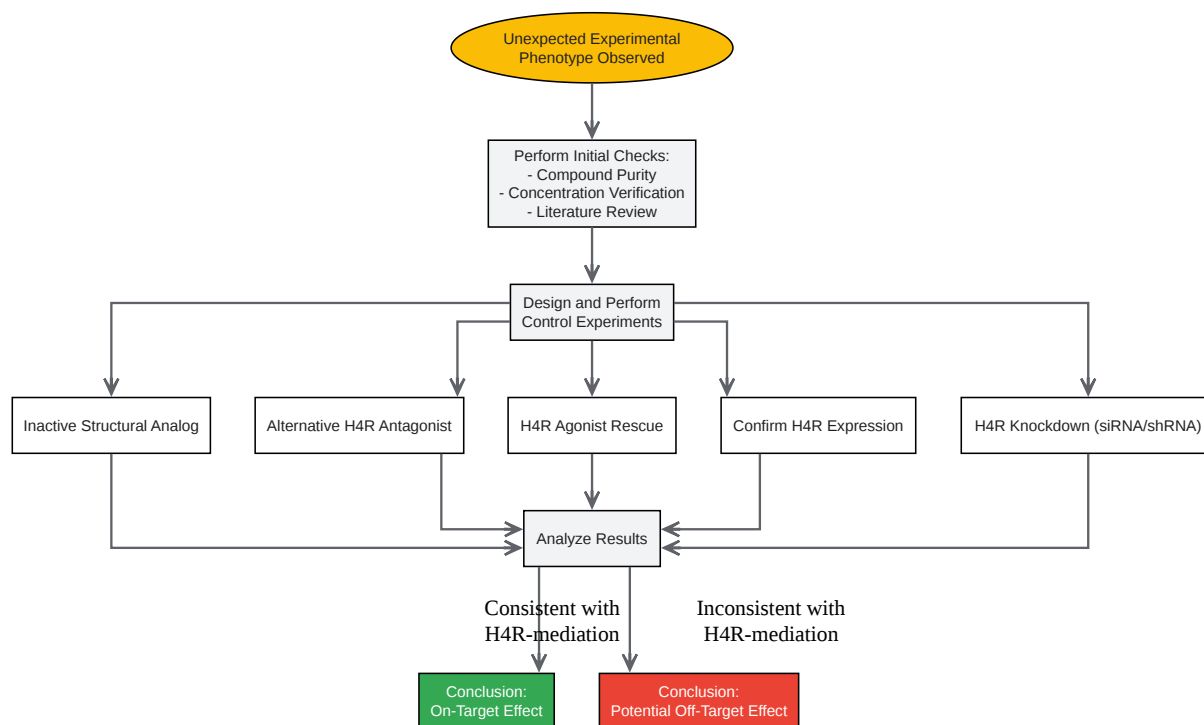 Unexpected Experimental
Phenotype Observed
Perform Initial Checks:
- Compound Purity
- Concentration Verification
- Literature Review
Design and Perform
Control Experiments
Inactive Structural Analog
Alternative H4R Antagonist
H4R Agonist Rescue
Confirm H4R Expression
H4R Knockdown (siRNA/shRNA)
Analyze Results
Consistent with
H4R-mediation
Inconsistent with
H4R-mediation
Conclusion:
On-Target Effect
Conclusion:
Potential Off-Target Effect